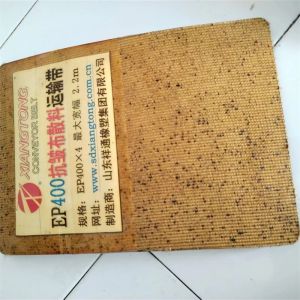 XIANGTONG
CONVEYOR BELT
EP400抗皱布散料运输带
规格：EP400×4 最大宽幅 2.2m
网址：www.sdxiangtong.com.cn
制造商：山东祥通橡塑集团有限公司